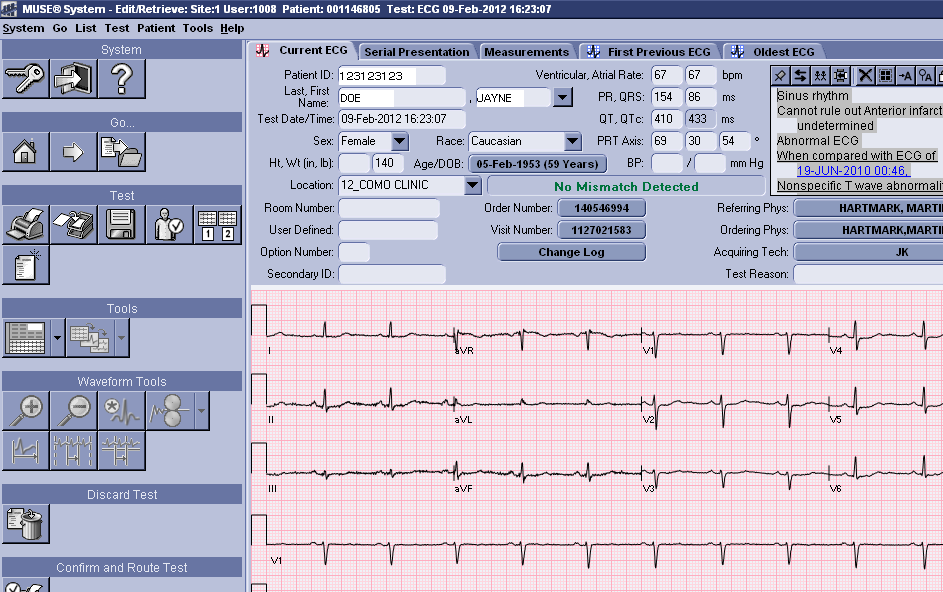 MUSE® System - Edit/Retrieve: Site:1 User:1008 Patient: 001146805 Test: ECG 09-Feb-2012 16:23:07
System Go List Test Patient Tools Help
System
Go...
Test
1 2
Tools
Waveform Tools
Discard Test
Confirm and Route Test
Current ECG Serial Presentation Measurements First Previous ECG Oldest ECG
Patient ID: 123123123 Ventricular, Atrial Rate: 67 67 bpm
Last, First Name: DOE , JAYNE PR, QRS: 154 86 ms
Test Date/Time: 09-Feb-2012 16:23:07 QT, QTc: 410 433 ms
Sex: Female Race: Caucasian PRT Axis: 69 30 54 °
Ht, Wt (in, lb): 140 Age/DOB: 05-Feb-1953 (59 Years) BP: / mm Hg
Location: 12_COMO CLINIC No Mismatch Detected
Room Number: Order Number: 140546994 Referring Phys: HARTMARK, MARTI
User Defined: Visit Number: 1127021583 Ordering Phys: HARTMARK,MARTI
Option Number: Change Log Acquiring Tech: JK
Secondary ID: Test Reason:
→A A
Sinus rhythm
Cannot rule out Anterior infarct
undetermined
Abnormal ECG
When compared with ECG of
19-JUN-2010 00:46,
Nonspecific T wave abnormali
I aVR V1 V4
II aVL V2 V5
III aVF V3 V6
V1